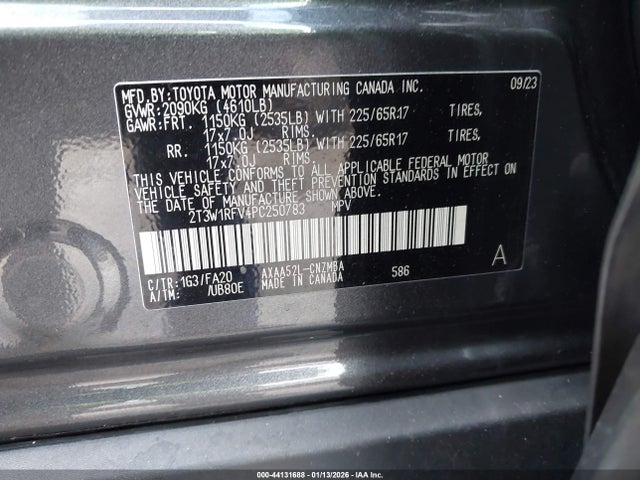 MFD.BY:TOYOTA MOTOR MANUFACTURING CANADA INC. 09/23
GVWR:2090KG (4610LB)
GAWR:FRT. 1150KG (2535LB) WITH 225/65R17 TIRES,
17x7.0J RIMS.
RR. 1150KG (2535LB) WITH 225/65R17 TIRES,
17x7.0J RIMS.
THIS VEHICLE CONFORMS TO ALL APPLICABLE FEDERAL MOTOR
VEHICLE SAFETY AND THEFT PREVENTION STANDARDS IN EFFECT ON
THE DATE OF MANUFACTURE SHOWN ABOVE.
2T3W1RFV4PC250783 MPV
C/TR:1G3/FA20 AXAA52L-CNZMBA 586 A
A/TM: /UB80E MADE IN CANADA
000-44131688 | 01/13/2026 - IAA Inc.